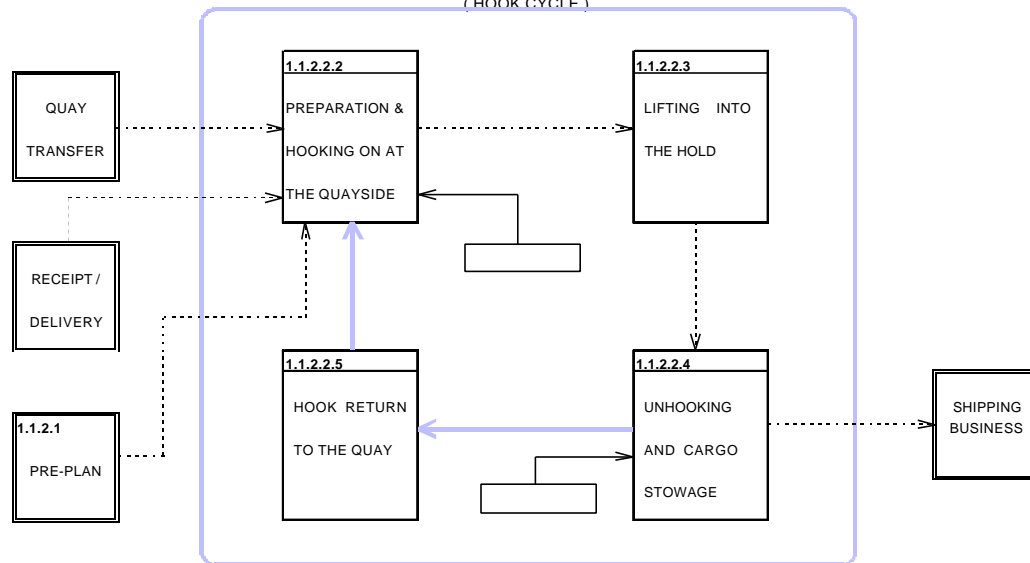 ( HOOK CYCLE )
1.1.2.2.2
PREPARATION &
HOOKING ON AT
THE QUAYSIDE
1.1.2.2.3
LIFTING INTO
THE HOLD
QUAY
TRANSFER
RECEIPT /
DELIVERY
1.1.2.1
PRE-PLAN
1.1.2.2.5
HOOK RETURN
TO THE QUAY
1.1.2.2.4
UNHOOKING
AND CARGO
STOWAGE
SHIPPING
BUSINESS